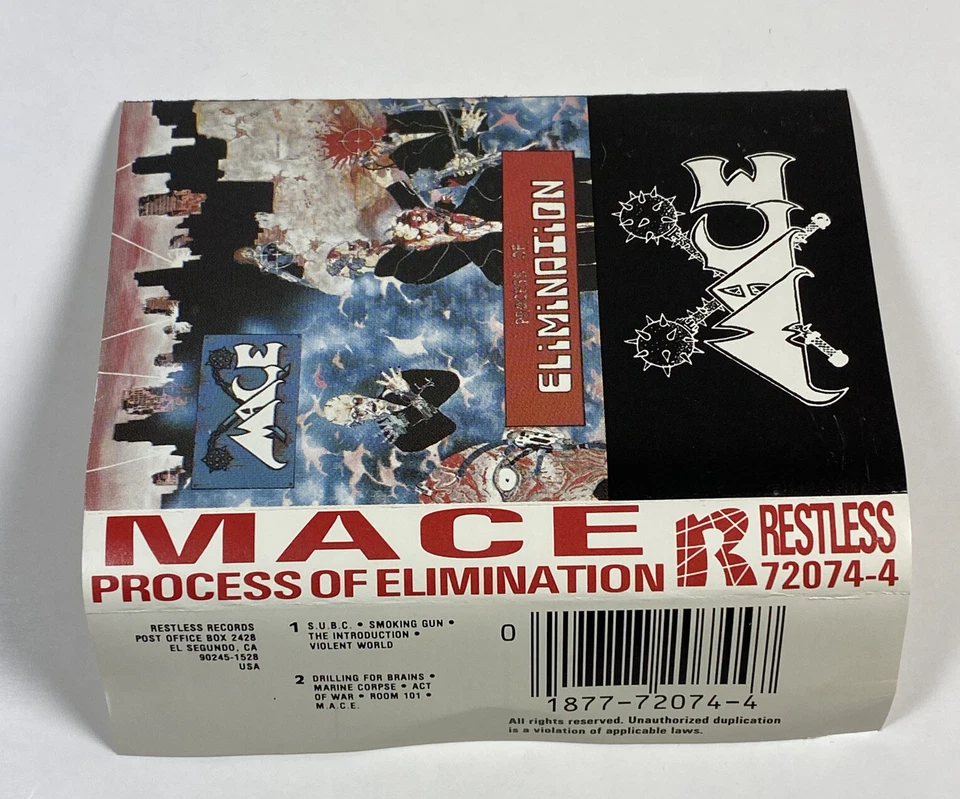 MACE
PROCESS OF
ELIMINATION
MACE
MACE
PROCESS OF ELIMINATION
RESTLESS
72074-4
RESTLESS RECORDS
POST OFFICE BOX 2428
EL SEGUNDO, CA
90245-1528
USA
1 S.U.B.C. • SMOKING GUN •
THE INTRODUCTION •
VIOLENT WORLD
2 DRILLING FOR BRAINS •
MARINE CORPSE • ACT
OF WAR • ROOM 101 •
M.A.C.E.
0
1877-72074-4
All rights reserved. Unauthorized duplication
is a violation of applicable laws.